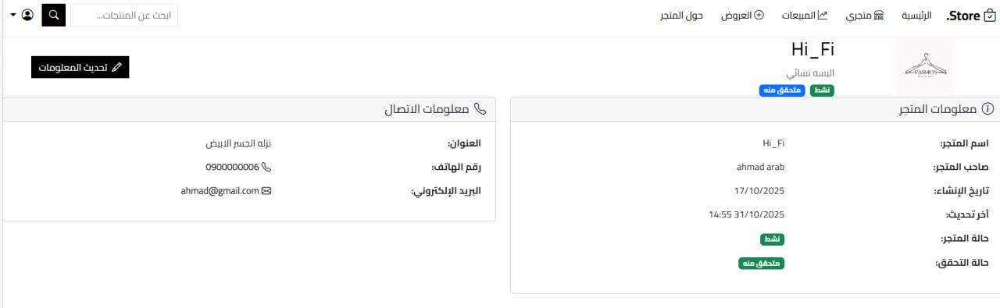 Store.
الرئيسية
متجري
المبيعات
العروض
حول المتجر
ابحث عن المنتجات...
Hi_Fi
البسه نسائي
نشط
متحقق منه
FASHION
تحديث المعلومات
معلومات المتجر
اسم المتجر: Hi_Fi
صاحب المتجر: ahmad arab
تاريخ الإنشاء: 17/10/2025
آخر تحديث: 31/10/2025 14:55
حالة المتجر: نشط
حالة التحقق: متحقق منه
معلومات الاتصال
العنوان: نزله الجسر الابيض
رقم الهاتف: 0900000006
البريد الإلكتروني: ahmad@gmail.com